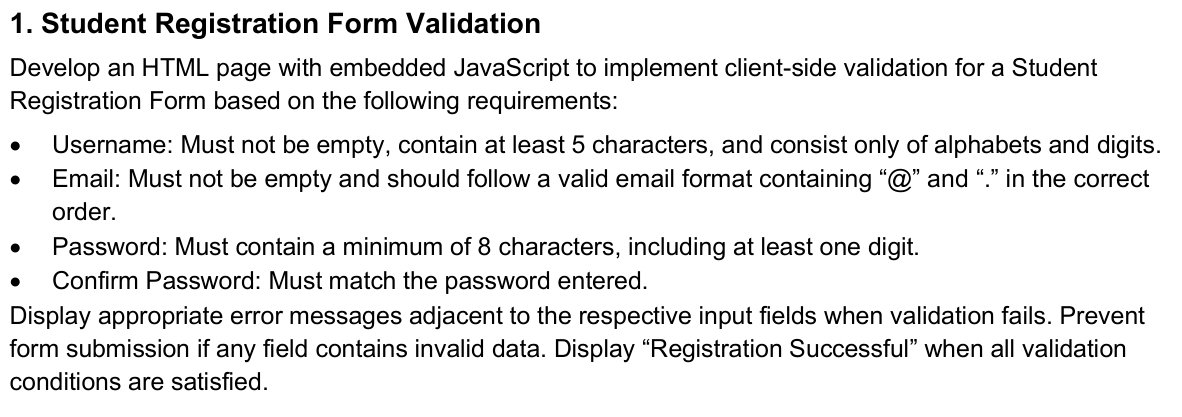 1. Student Registration Form Validation
Develop an HTML page with embedded JavaScript to implement client-side validation for a Student
Registration Form based on the following requirements:
• Username: Must not be empty, contain at least 5 characters, and consist only of alphabets and digits.
• Email: Must not be empty and should follow a valid email format containing “@” and “.” in the correct
order.
• Password: Must contain a minimum of 8 characters, including at least one digit.
• Confirm Password: Must match the password entered.
Display appropriate error messages adjacent to the respective input fields when validation fails. Prevent
form submission if any field contains invalid data. Display “Registration Successful” when all validation
conditions are satisfied.